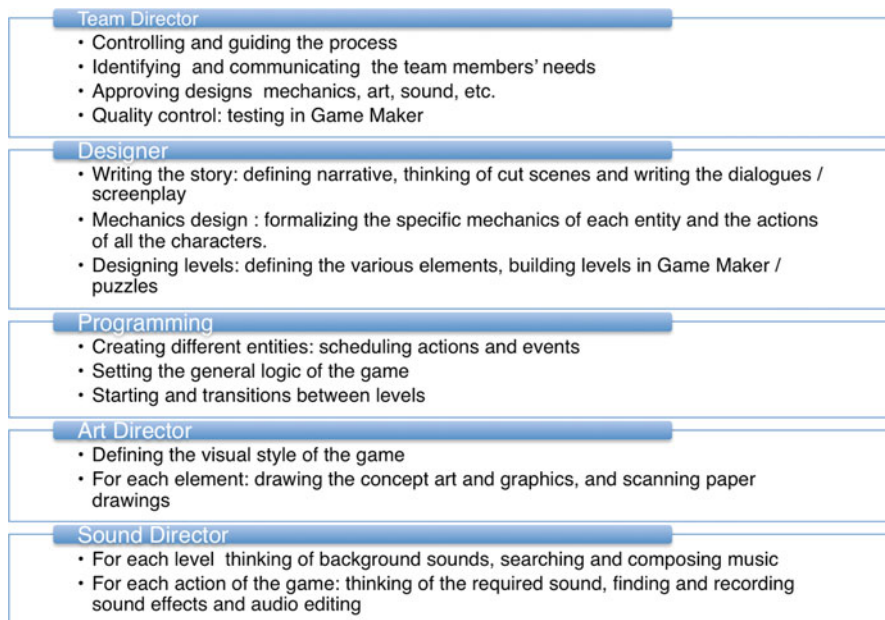 Team Director
• Controlling and guiding the process
• Identifying and communicating the team members' needs
• Approving designs mechanics, art, sound, etc.
• Quality control: testing in Game Maker
Designer
• Writing the story: defining narrative, thinking of cut scenes and writing the dialogues /
screenplay
• Mechanics design : formalizing the specific mechanics of each entity and the actions
of all the characters.
• Designing levels: defining the various elements, building levels in Game Maker /
puzzles
Programming
• Creating different entities: scheduling actions and events
• Setting the general logic of the game
• Starting and transitions between levels
Art Director
• Defining the visual style of the game
• For each element: drawing the concept art and graphics, and scanning paper
drawings
Sound Director
• For each level thinking of background sounds, searching and composing music
• For each action of the game: thinking of the required sound, finding and recording
sound effects and audio editing